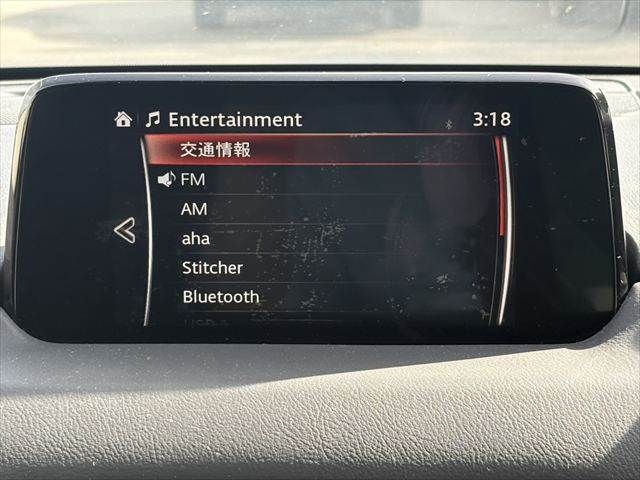 Entertainment 3:18
交通情報
FM
AM
aha
Stitcher
Bluetooth